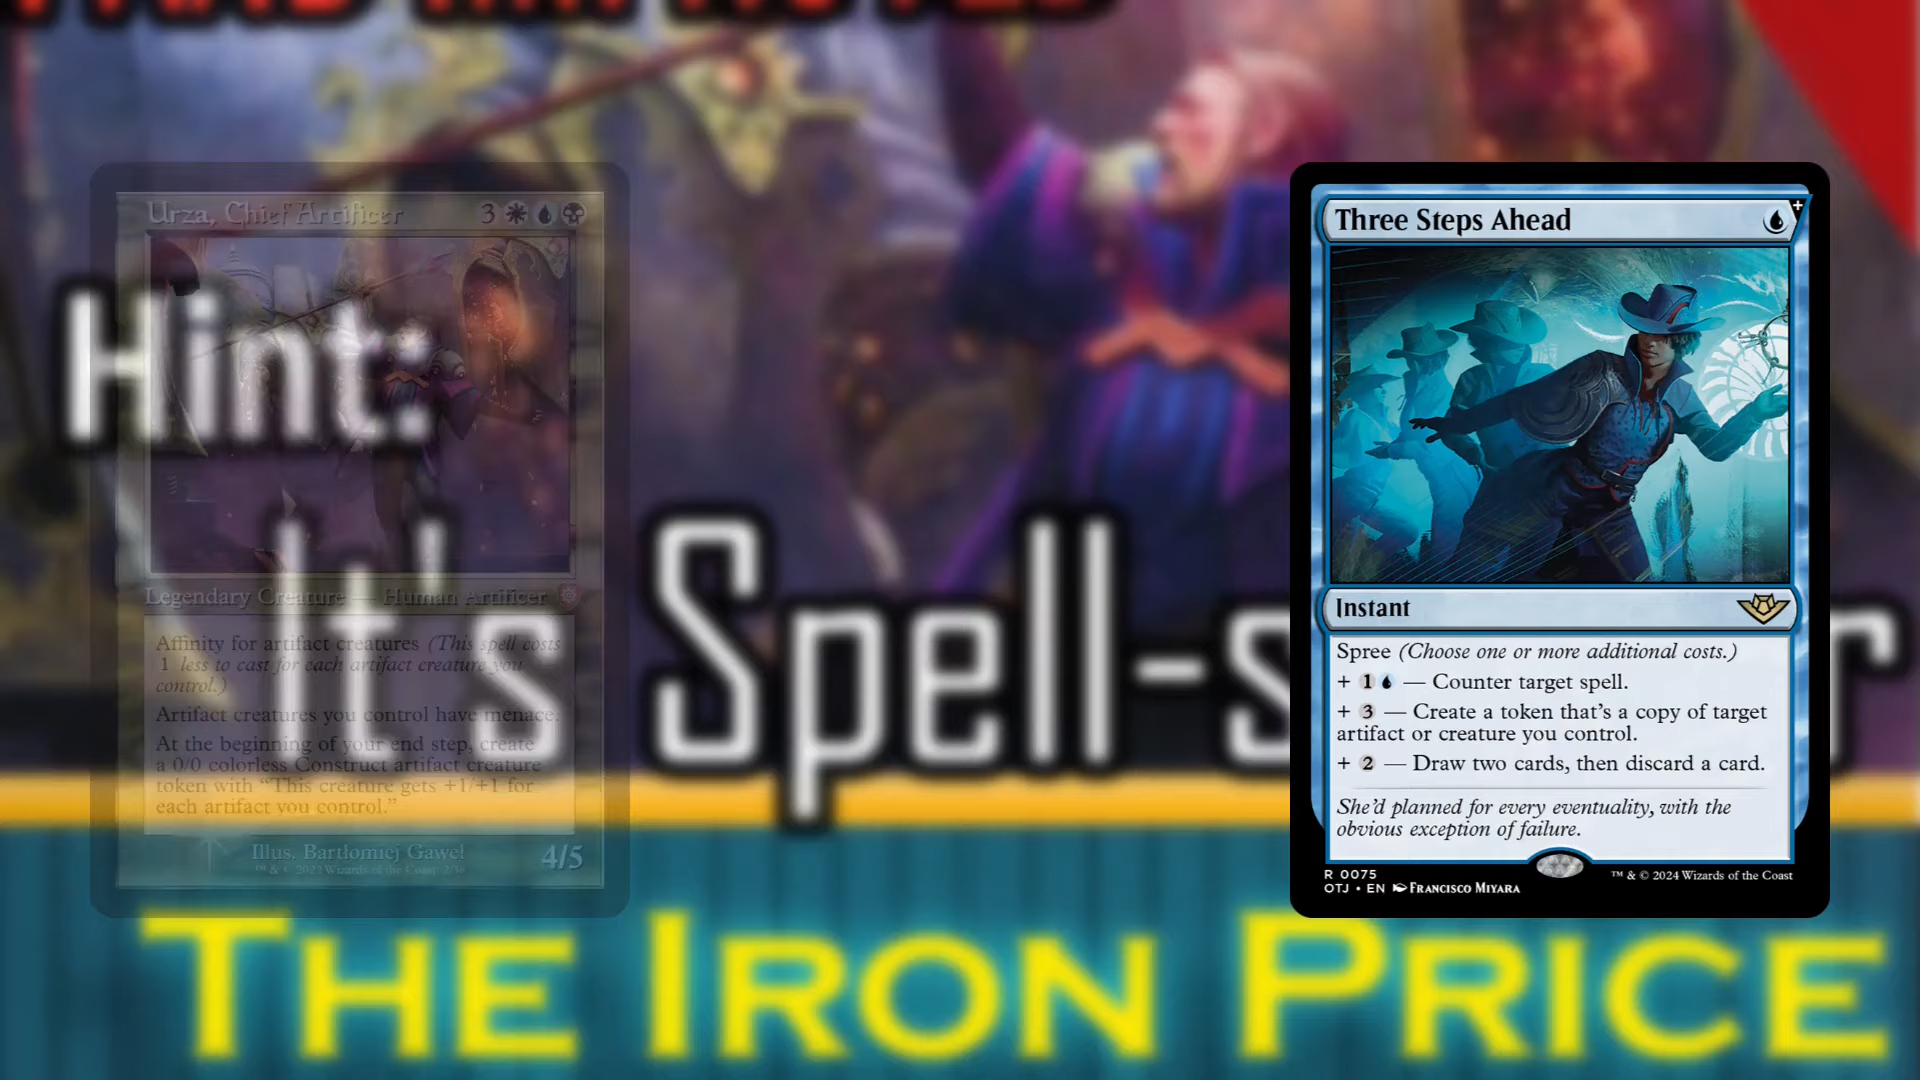 Hint:
It's Spell-s
THE IRON PRICE
Urza, Chief Artificer 3
Legendary Creature — Human Artificer
Affinity for artifact creatures (This spell costs
1 less to cast for each artifact creature you
control.)
Artifact creatures you control have menace.
At the beginning of your end step, create
a 0/0 colorless Construct artifact creature
token with “This creature gets +1/+1 for
each artifact you control.”
Illus. Bartłomiej Gaweł
4/5
Three Steps Ahead
+
Instant
Spree (Choose one or more additional costs.)
+ 1 — Counter target spell.
+ 3 — Create a token that's a copy of target
artifact or creature you control.
+ 2 — Draw two cards, then discard a card.
She'd planned for every eventuality, with the
obvious exception of failure.
R 0075
OTJ • EN Francisco Miyara
™ & © 2024 Wizards of the Coast